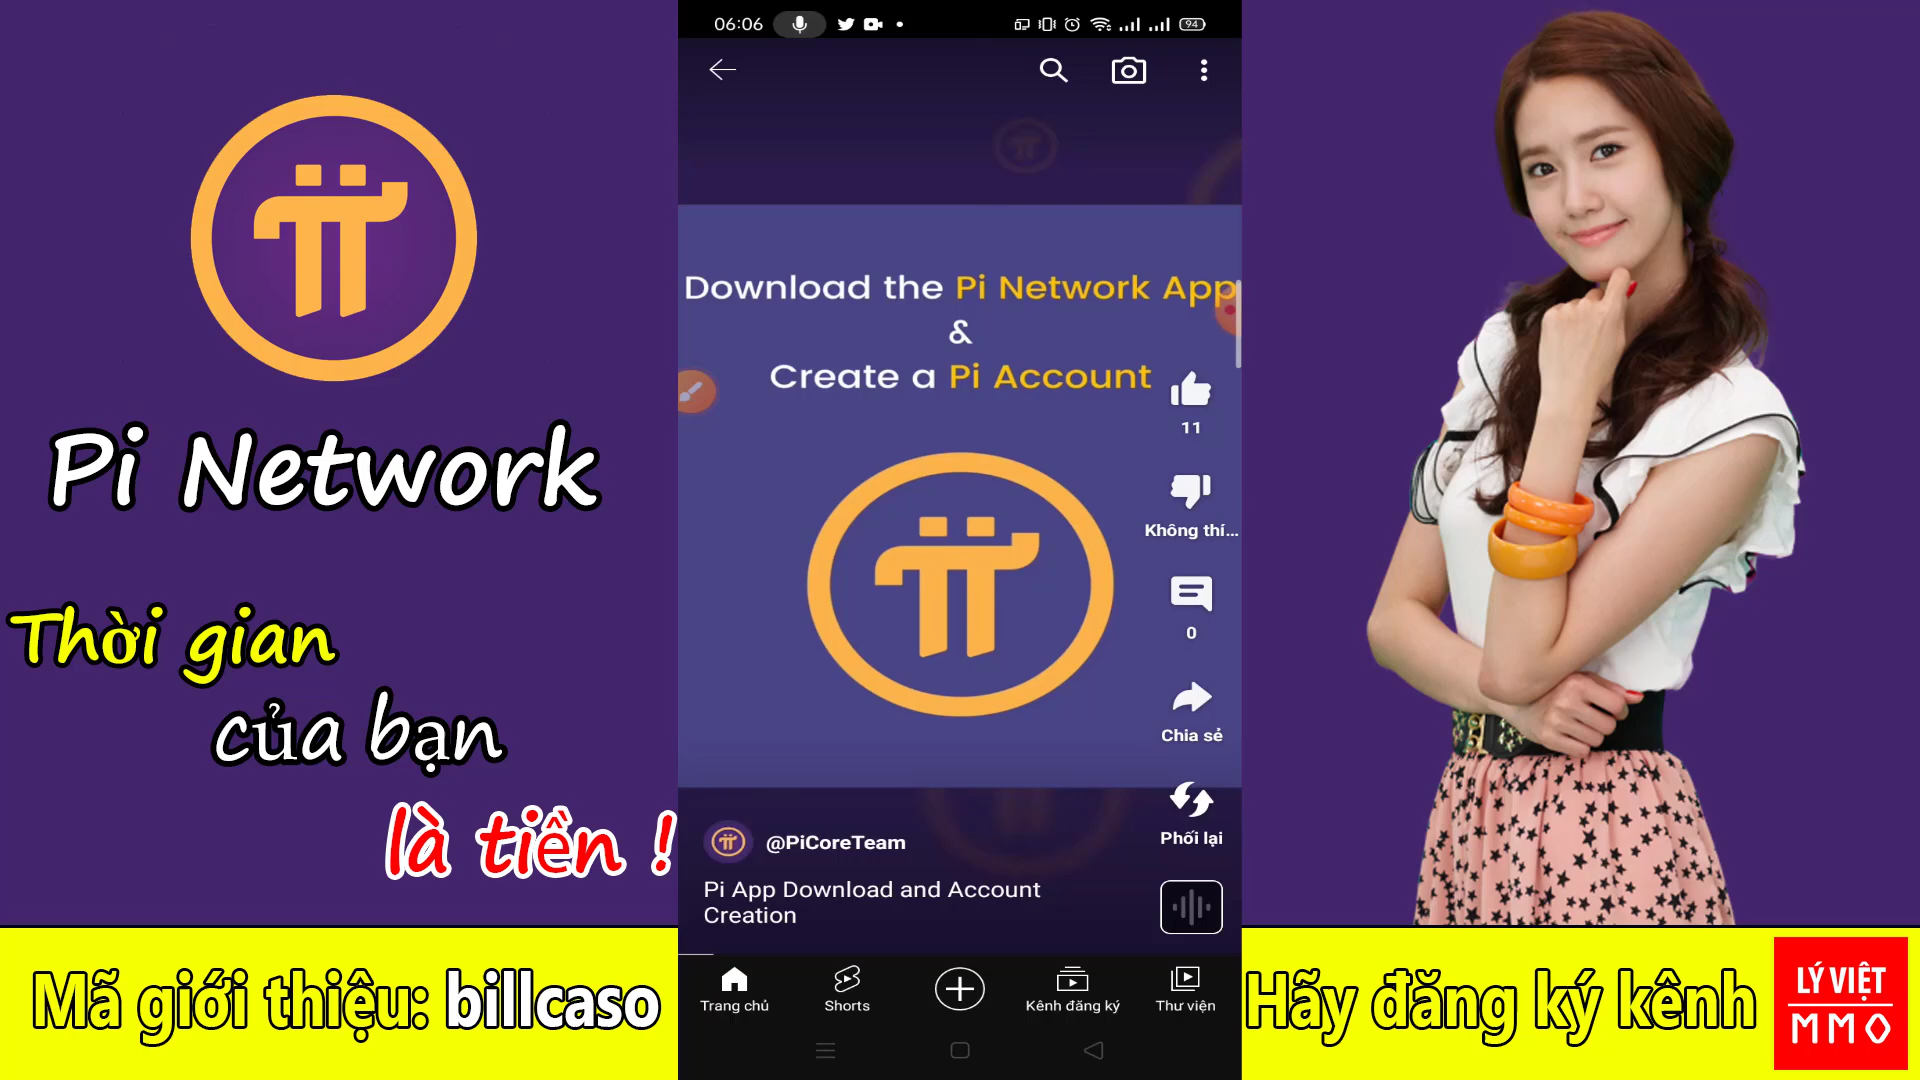 Pi Network
Thời gian
của bạn
là tiền !
Mã giới thiệu: billcaso
06:06
94
Download the Pi Network App
&
Create a Pi Account
11
Không thí...
0
Chia sẻ
Phối lại
@PiCoreTeam
Pi App Download and Account
Creation
Trang chủ
Shorts
Kênh đăng ký
Thư viện
Hãy đăng ký kênh
LÝ VIỆT
MMO